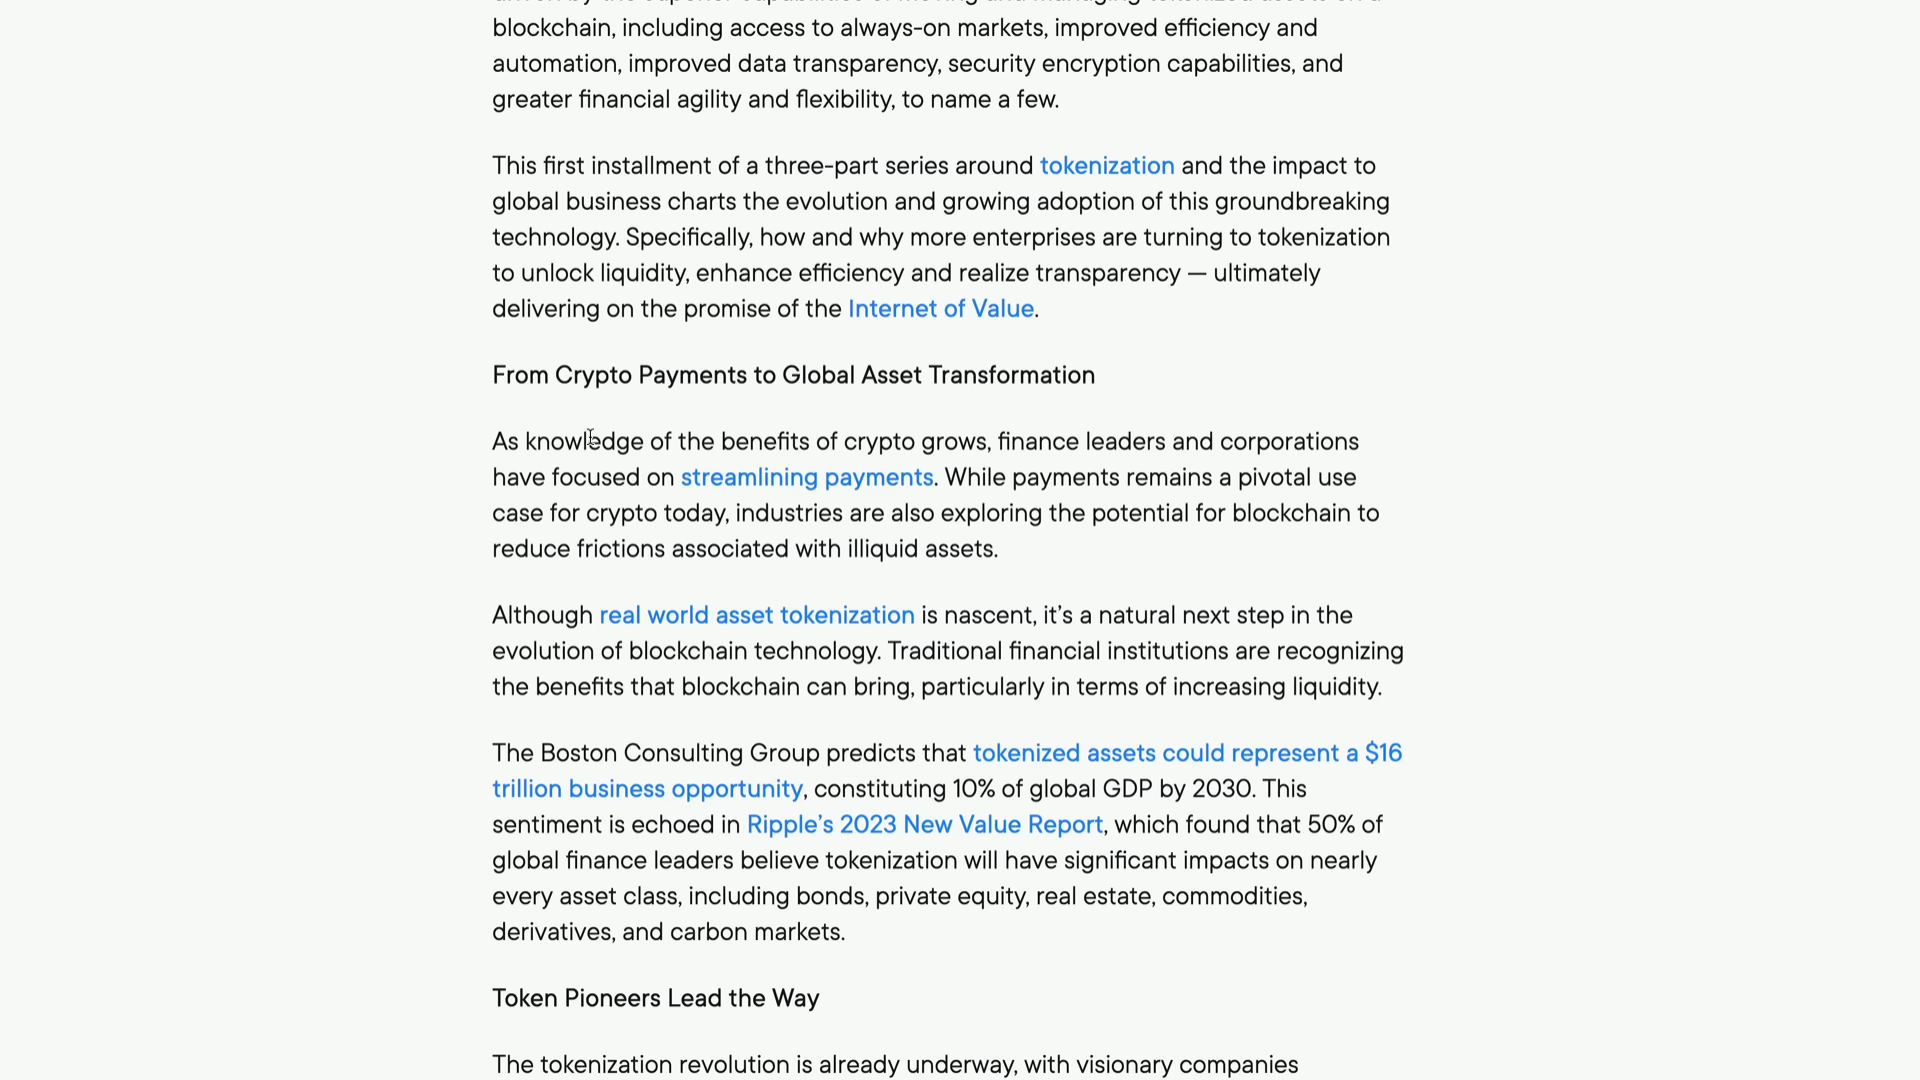 blockchain, including access to always-on markets, improved efficiency and
automation, improved data transparency, security encryption capabilities, and
greater financial agility and flexibility, to name a few.
This first installment of a three-part series around tokenization and the impact to
global business charts the evolution and growing adoption of this groundbreaking
technology. Specifically, how and why more enterprises are turning to tokenization
to unlock liquidity, enhance efficiency and realize transparency — ultimately
delivering on the promise of the Internet of Value.
From Crypto Payments to Global Asset Transformation
As knowledge of the benefits of crypto grows, finance leaders and corporations
have focused on streamlining payments. While payments remains a pivotal use
case for crypto today, industries are also exploring the potential for blockchain to
reduce frictions associated with illiquid assets.
Although real world asset tokenization is nascent, it’s a natural next step in the
evolution of blockchain technology. Traditional financial institutions are recognizing
the benefits that blockchain can bring, particularly in terms of increasing liquidity.
The Boston Consulting Group predicts that tokenized assets could represent a $16
trillion business opportunity, constituting 10% of global GDP by 2030. This
sentiment is echoed in Ripple’s 2023 New Value Report, which found that 50% of
global finance leaders believe tokenization will have significant impacts on nearly
every asset class, including bonds, private equity, real estate, commodities,
derivatives, and carbon markets.
Token Pioneers Lead the Way
The tokenization revolution is already underway, with visionary companies